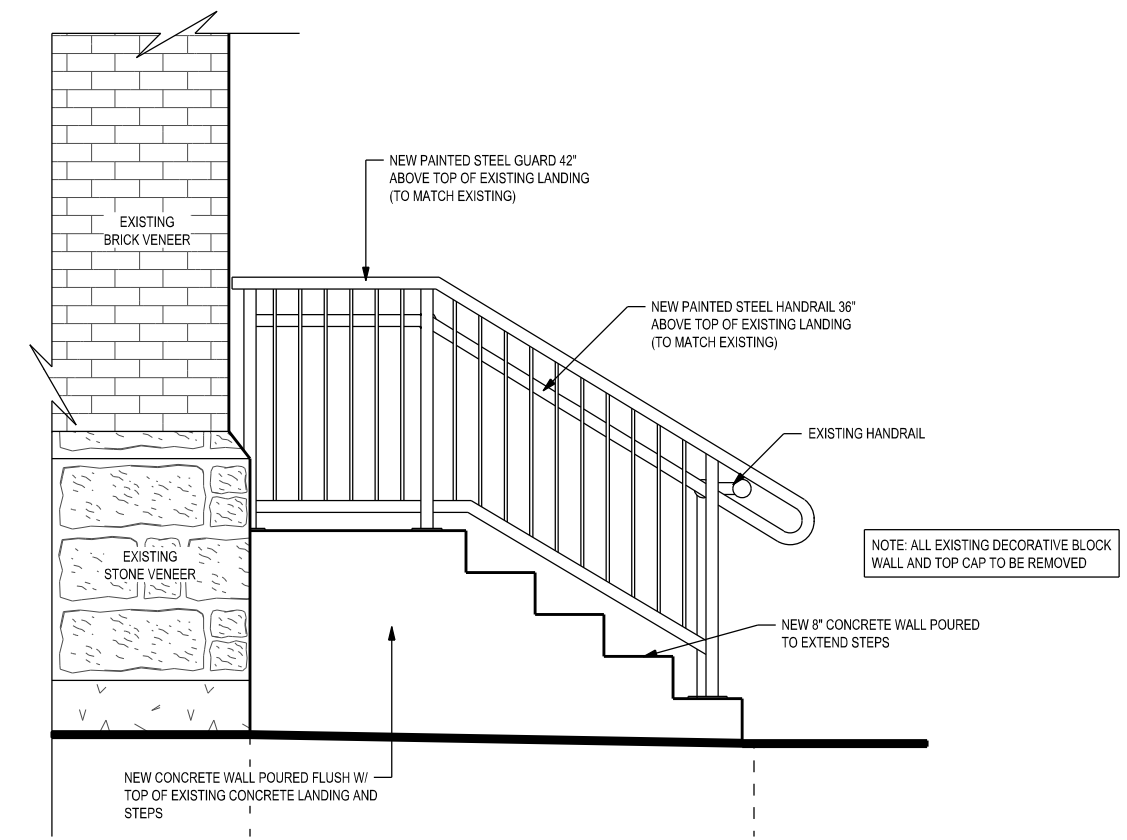 NEW PAINTED STEEL GUARD 42"
ABOVE TOP OF EXISTING LANDING
(TO MATCH EXISTING)
EXISTING
BRICK VENEER
NEW PAINTED STEEL HANDRAIL 36"
ABOVE TOP OF EXISTING LANDING
(TO MATCH EXISTING)
EXISTING HANDRAIL
NOTE: ALL EXISTING DECORATIVE BLOCK
WALL AND TOP CAP TO BE REMOVED
EXISTING
STONE VENEER
NEW 8" CONCRETE WALL POURED
TO EXTEND STEPS
NEW CONCRETE WALL POURED FLUSH W/
TOP OF EXISTING CONCRETE LANDING AND
STEPS